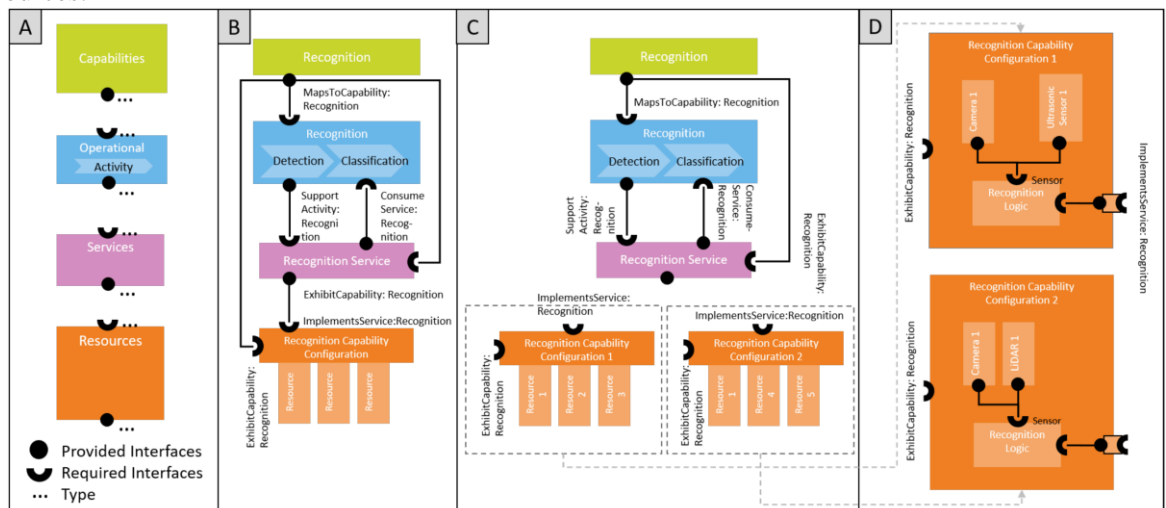 A
Capabilities
...
...
Operational
Activity
...
...
Services
...
...
Resources
...
Provided Interfaces
Required Interfaces
... Type
B
Recognition
MapsToCapability:
Recognition
Recognition
Detection
Classification
Support
Activity:
Recogni
tion
Consume
Service:
Recog-
nition
Recognition Service
ExhibitCapability: Recognition
ImplementsService:Recognition
Recognition Capability
Configuration
ExhibitCapability:
Recognition
Resource
Resource
Resource
C
Recognition
MapsToCapability: Recognition
Recognition
Detection
Classification
Support
Activity:
Recog-
nition
Consume-
Service:
Recognition
ExhibitCapability:
Recognition
Recognition Service
ImplementsService:
Recognition
Recognition Capability
Configuration 1
ExhibitCapability:
Recognition
Resource
1
Resource
2
Resource
3
ImplementsService:Recognition
Recognition Capability
Configuration 2
ExhibitCapability:
Recognition
Resource
1
Resource
4
Resource
5
D
Recognition Capability
Configuration 1
Camera 1
Ultrasonic
Sensor 1
Sensor
Recognition
Logic
ExhibitCapability: Recognition
ImplementsService: Recognition
Recognition Capability
Configuration 2
Camera 1
LiDAR 1
Sensor
Recognition
Logic
ExhibitCapability: Recognition